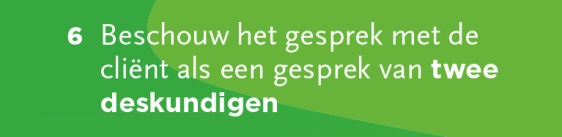 6 Beschouw het gesprek met de
cliënt als een gesprek van twee
deskundigen